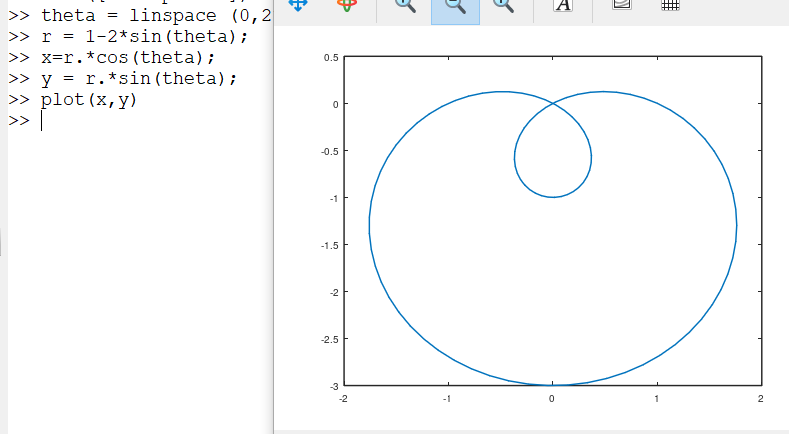 >> theta = linspace (0,2
>> r = 1-2*sin(theta);
>> x=r.*cos(theta);
>> y = r.*sin(theta);
>> plot(x,y)
>>
A
0.5
0
-0.5
-1
-1.5
-2
-2.5
-3
-2
-1
0
1
2